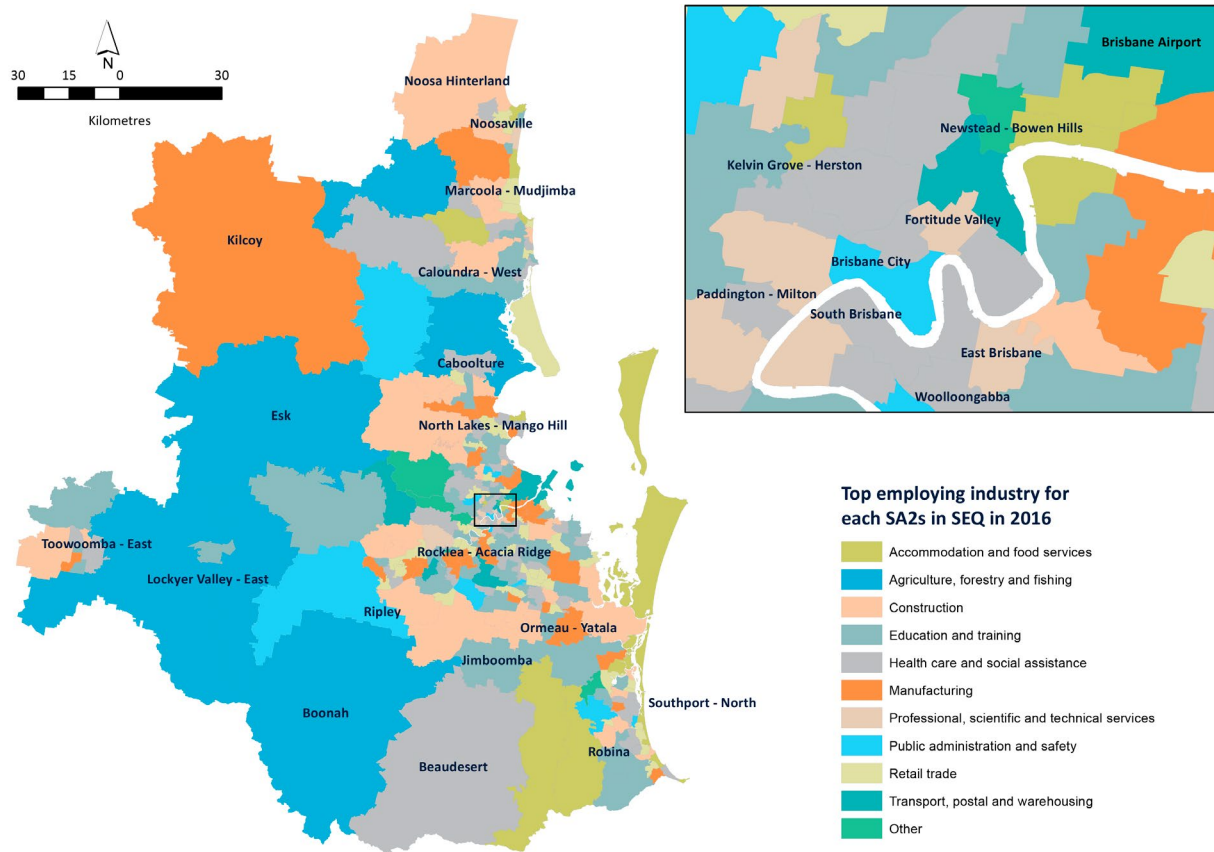 N
30 15 0 30
Kilometres
Noosa Hinterland
Noosaville
Marcoola - Mudjimba
Kilcoy
Caloundra - West
Caboolture
Esk
North Lakes - Mango Hill
Toowoomba - East
Rocklea - Acacia Ridge
Lockyer Valley - East
Ripley
Ormeau - Yatala
Jimboomba
Southport - North
Boonah
Robina
Beaudesert
Brisbane Airport
Newstead - Bowen Hills
Kelvin Grove - Herston
Fortitude Valley
Brisbane City
Paddington - Milton
South Brisbane
East Brisbane
Woolloongabba
Top employing industry for
each SA2s in SEQ in 2016
Accommodation and food services
Agriculture, forestry and fishing
Construction
Education and training
Health care and social assistance
Manufacturing
Professional, scientific and technical services
Public administration and safety
Retail trade
Transport, postal and warehousing
Other